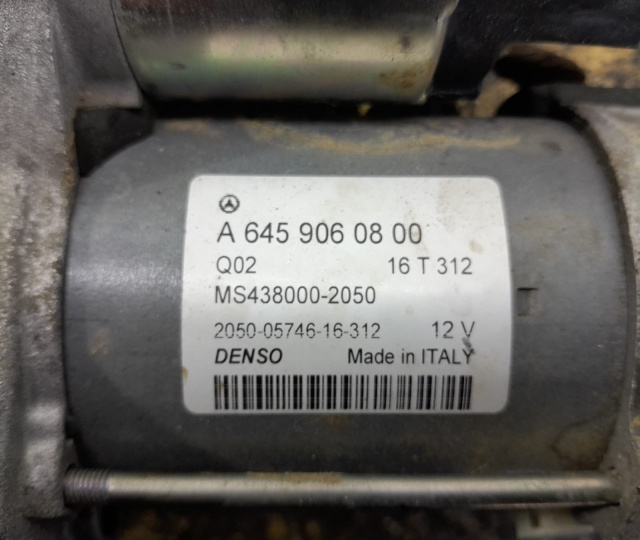 A 645 906 08 00
Q02 16 T 312
MS438000-2050
2050-05746-16-312 12 V
DENSO Made in ITALY